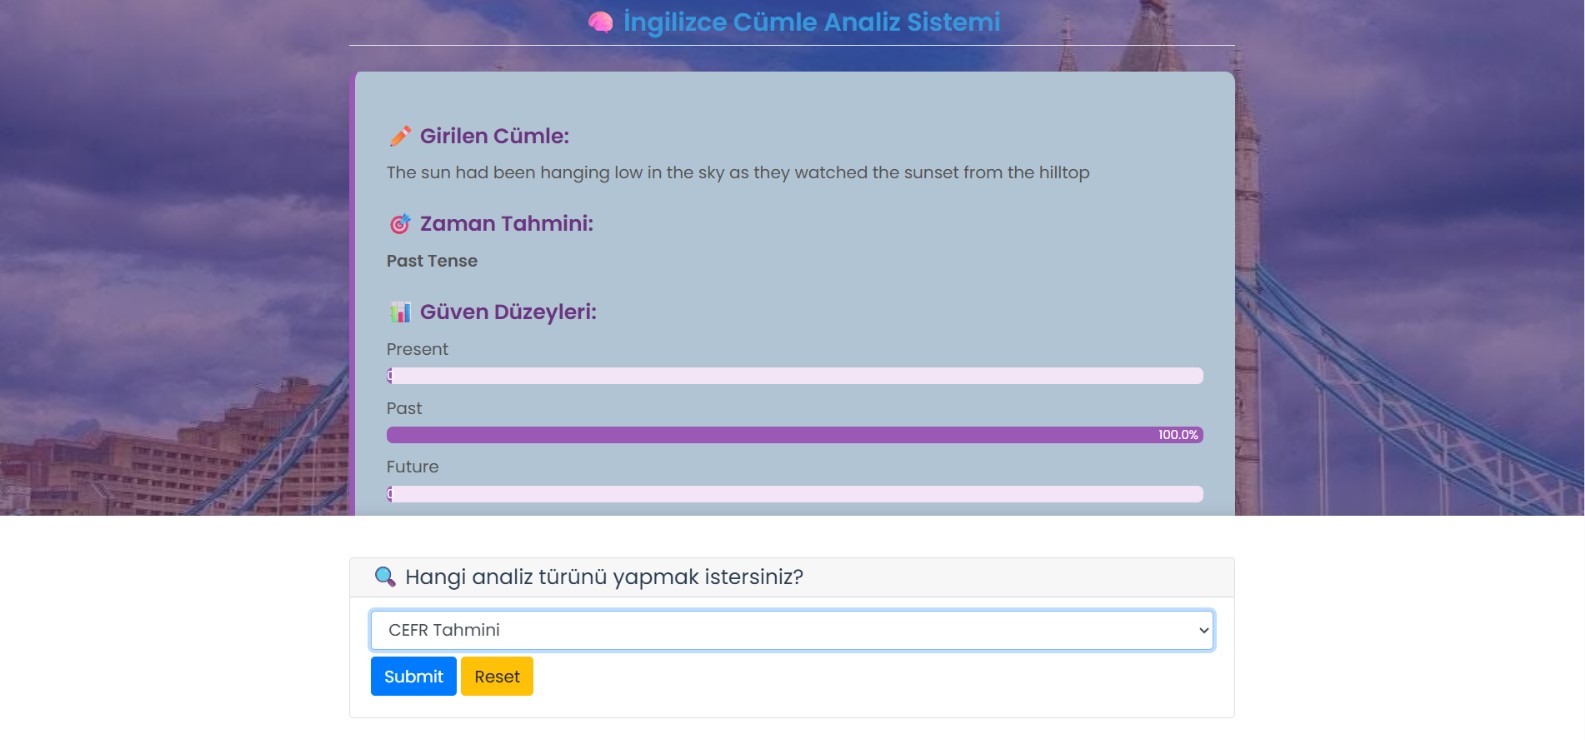 İngilizce Cümle Analiz Sistemi
Girilen Cümle:
The sun had been hanging low in the sky as they watched the sunset from the hilltop
Zaman Tahmini:
Past Tense
Güven Düzeyleri:
Present
Past
100.0%
Future
Hangi analiz türünü yapmak istersiniz?
CEFR Tahmini
Submit Reset